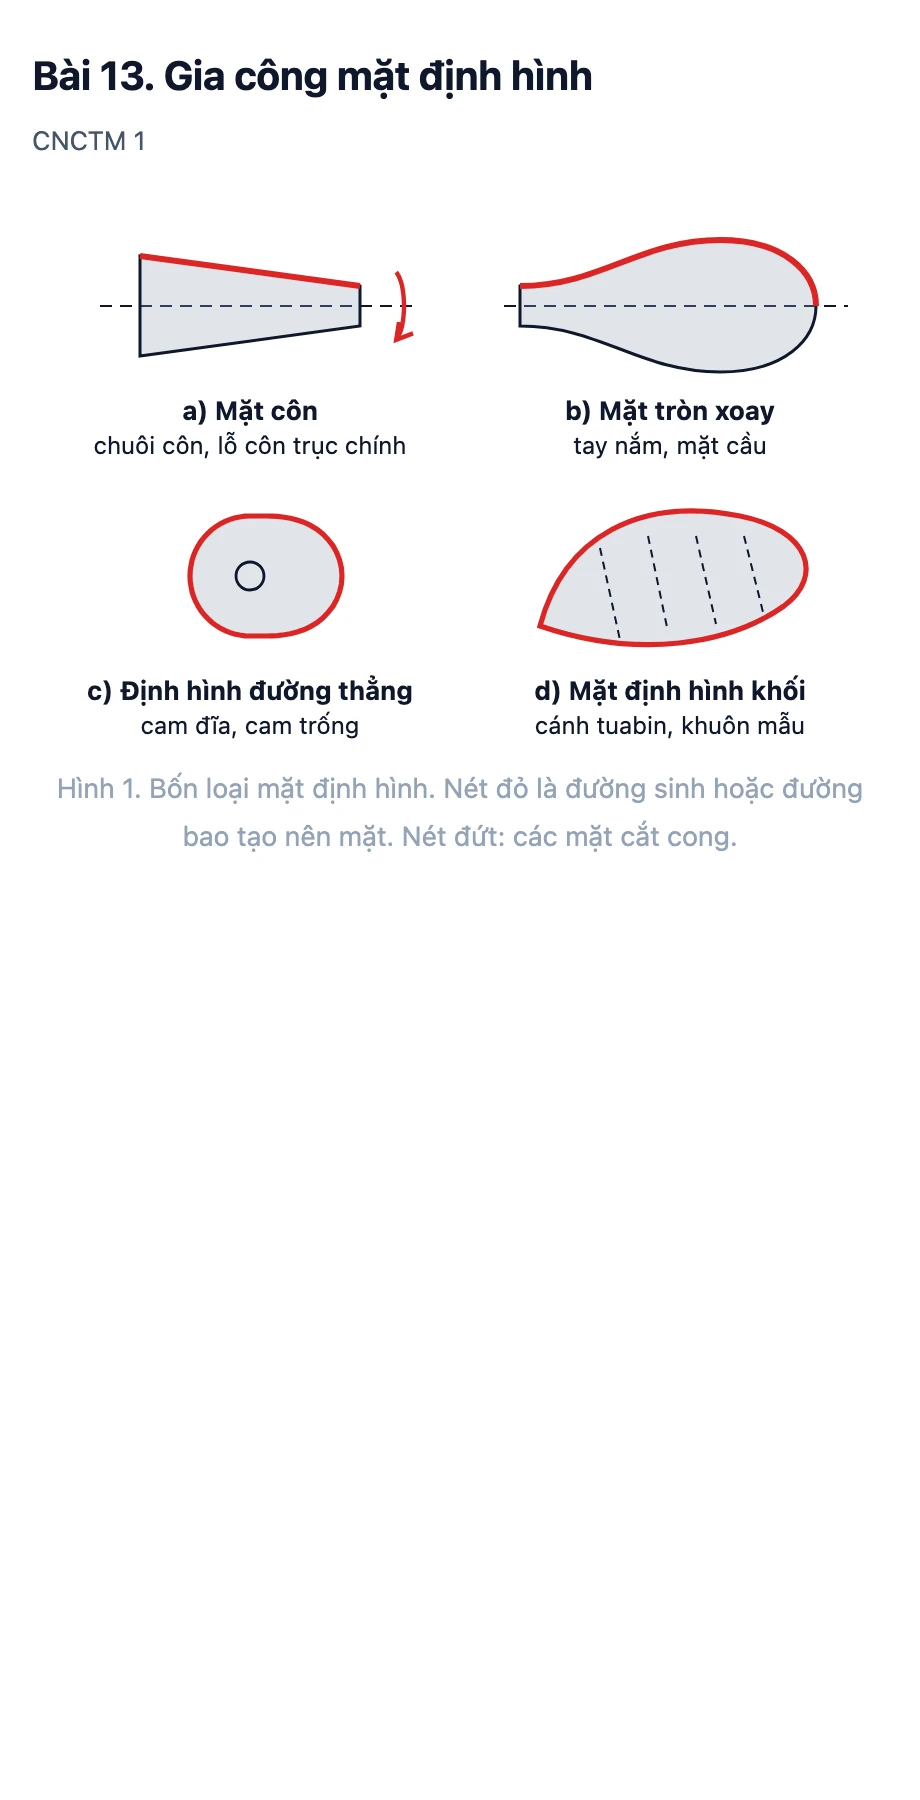 Bài 13. Gia công mặt định hình
CNCTM 1
a) Mặt côn
chuôi côn, lỗ côn trục chính
b) Mặt tròn xoay
tay nắm, mặt cầu
c) Định hình đường thẳng
cam đĩa, cam trống
d) Mặt định hình khối
cánh tuabin, khuôn mẫu
Hình 1. Bốn loại mặt định hình. Nét đỏ là đường sinh hoặc đường
bao tạo nên mặt. Nét đứt: các mặt cắt cong.